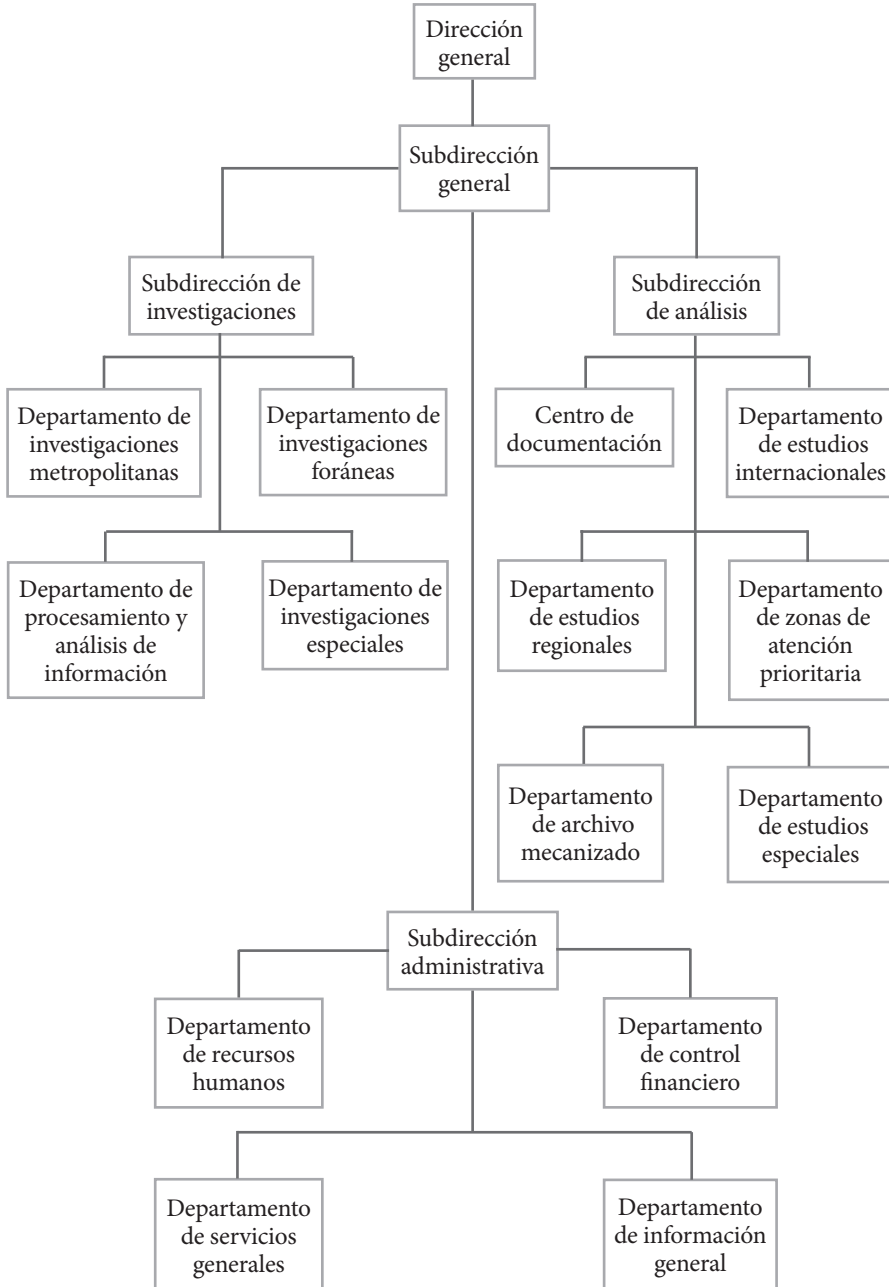 Dirección
general
Subdirección
general
Subdirección de
investigaciones
Subdirección
de análisis
Departamento de
investigaciones
metropolitanas
Departamento de
investigaciones
foráneas
Centro de
documentación
Departamento
de estudios
internacionales
Departamento de
procesamiento y
análisis de
información
Departamento de
investigaciones
especiales
Departamento
de estudios
regionales
Departamento
de zonas de
atención
prioritaria
Departamento
de archivo
mecanizado
Departamento
de estudios
especiales
Subdirección
administrativa
Departamento
de recursos
humanos
Departamento
de control
financiero
Departamento
de servicios
generales
Departamento
de información
general